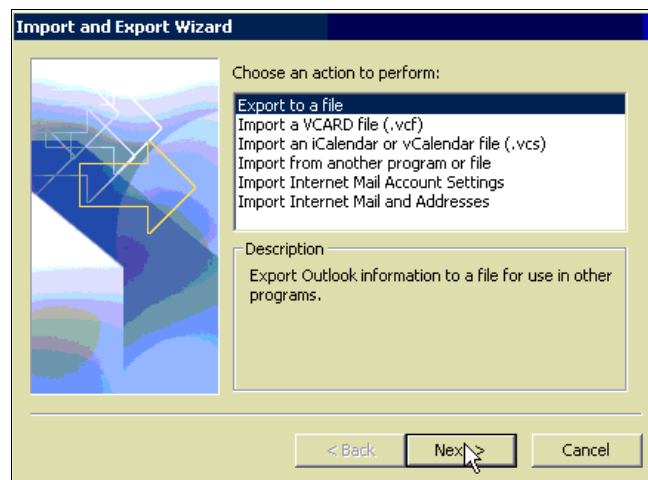 Import and Export Wizard
Choose an action to perform:
Export to a file
Import a VCARD file (.vcf)
Import an iCalendar or vCalendar file (.vcs)
Import from another program or file
Import Internet Mail Account Settings
Import Internet Mail and Addresses
Description
Export Outlook information to a file for use in other
programs.
< Back Next > Cancel